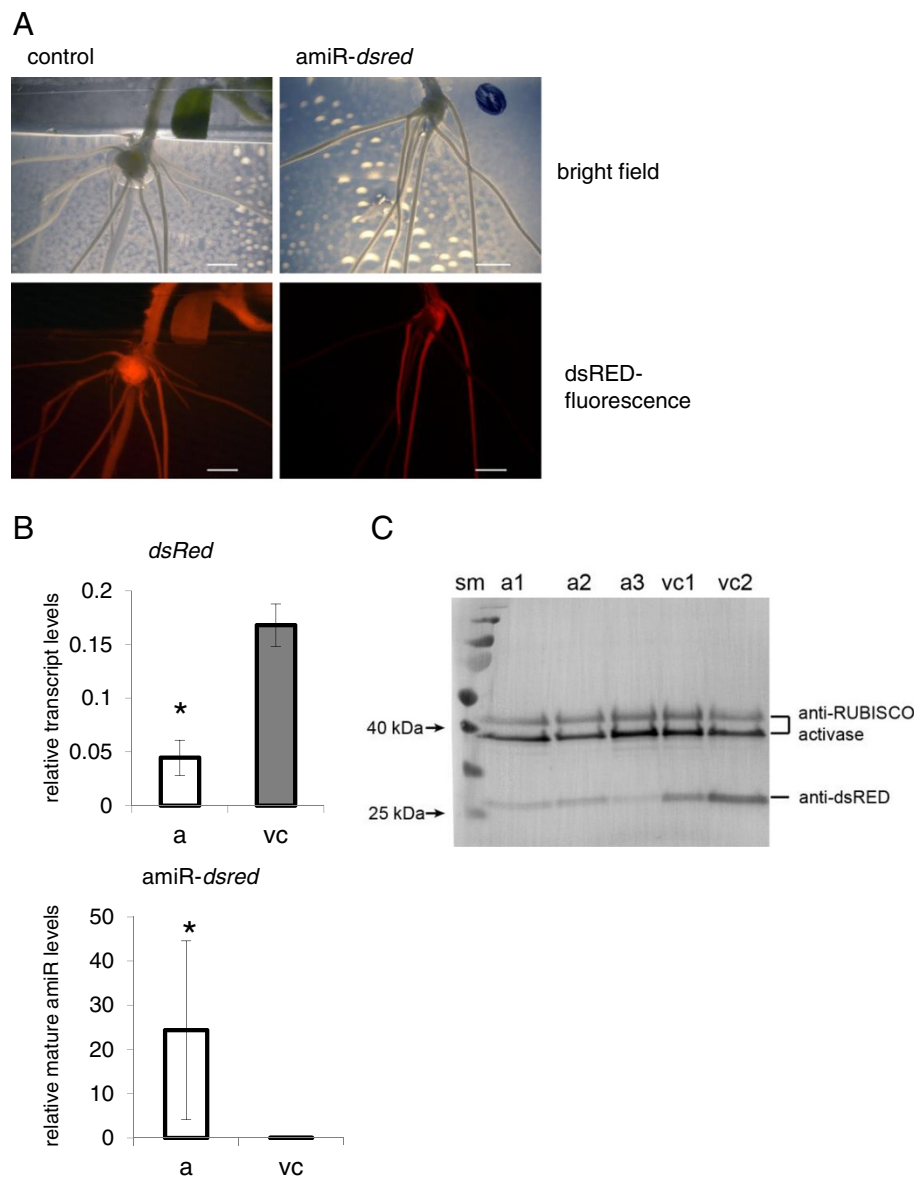 A
control
amiR-dsred
bright field
dsRED-
fluorescence
B
dsRed
relative transcript levels
0.2
0.15
0.1
0.05
0
*
a
vc
amiR-dsred
relative mature amiR levels
50
40
30
20
10
0
*
a
vc
C
sm a1 a2 a3 vc1 vc2
40 kDa
25 kDa
anti-RUBISCO
activase
anti-dsRED